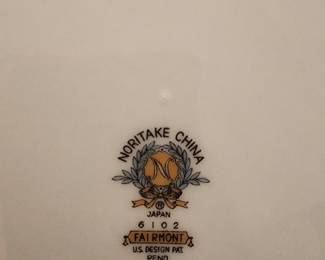 NORITAKE CHINA
N
N
JAPAN
6102
FAIRMONT
U.S. DESIGN PAT.
PEND.